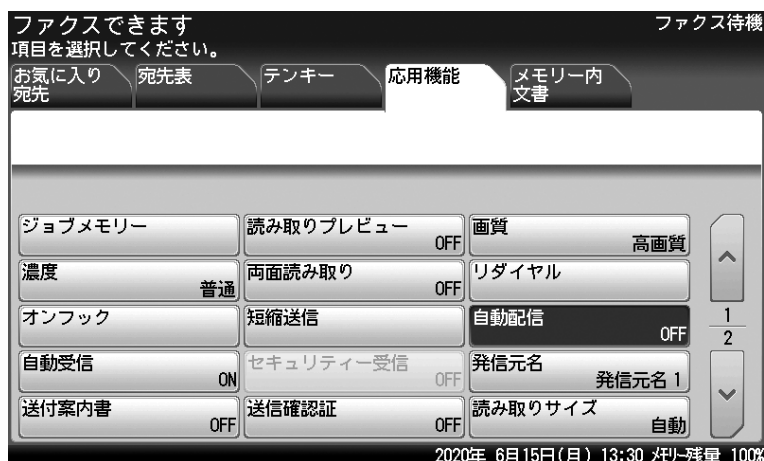 ファクスできます
ファクス待機
項目を選択してください。
お気に入り
宛先
宛先表
テンキー
応用機能
メモリー内
文書
ジョブメモリー
読み取りプレビュー
OFF
画質
高画質
濃度
普通
両面読み取り
OFF
リダイヤル
オンフック
短縮送信
自動配信
OFF
1
2
自動受信
ON
セキュリティー受信
OFF
発信元名
発信元名 1
送付案内書
OFF
送信確認証
OFF
読み取りサイズ
自動
2020年 6月15日(月) 13:30 ﾒﾓﾘｰ残量 100%